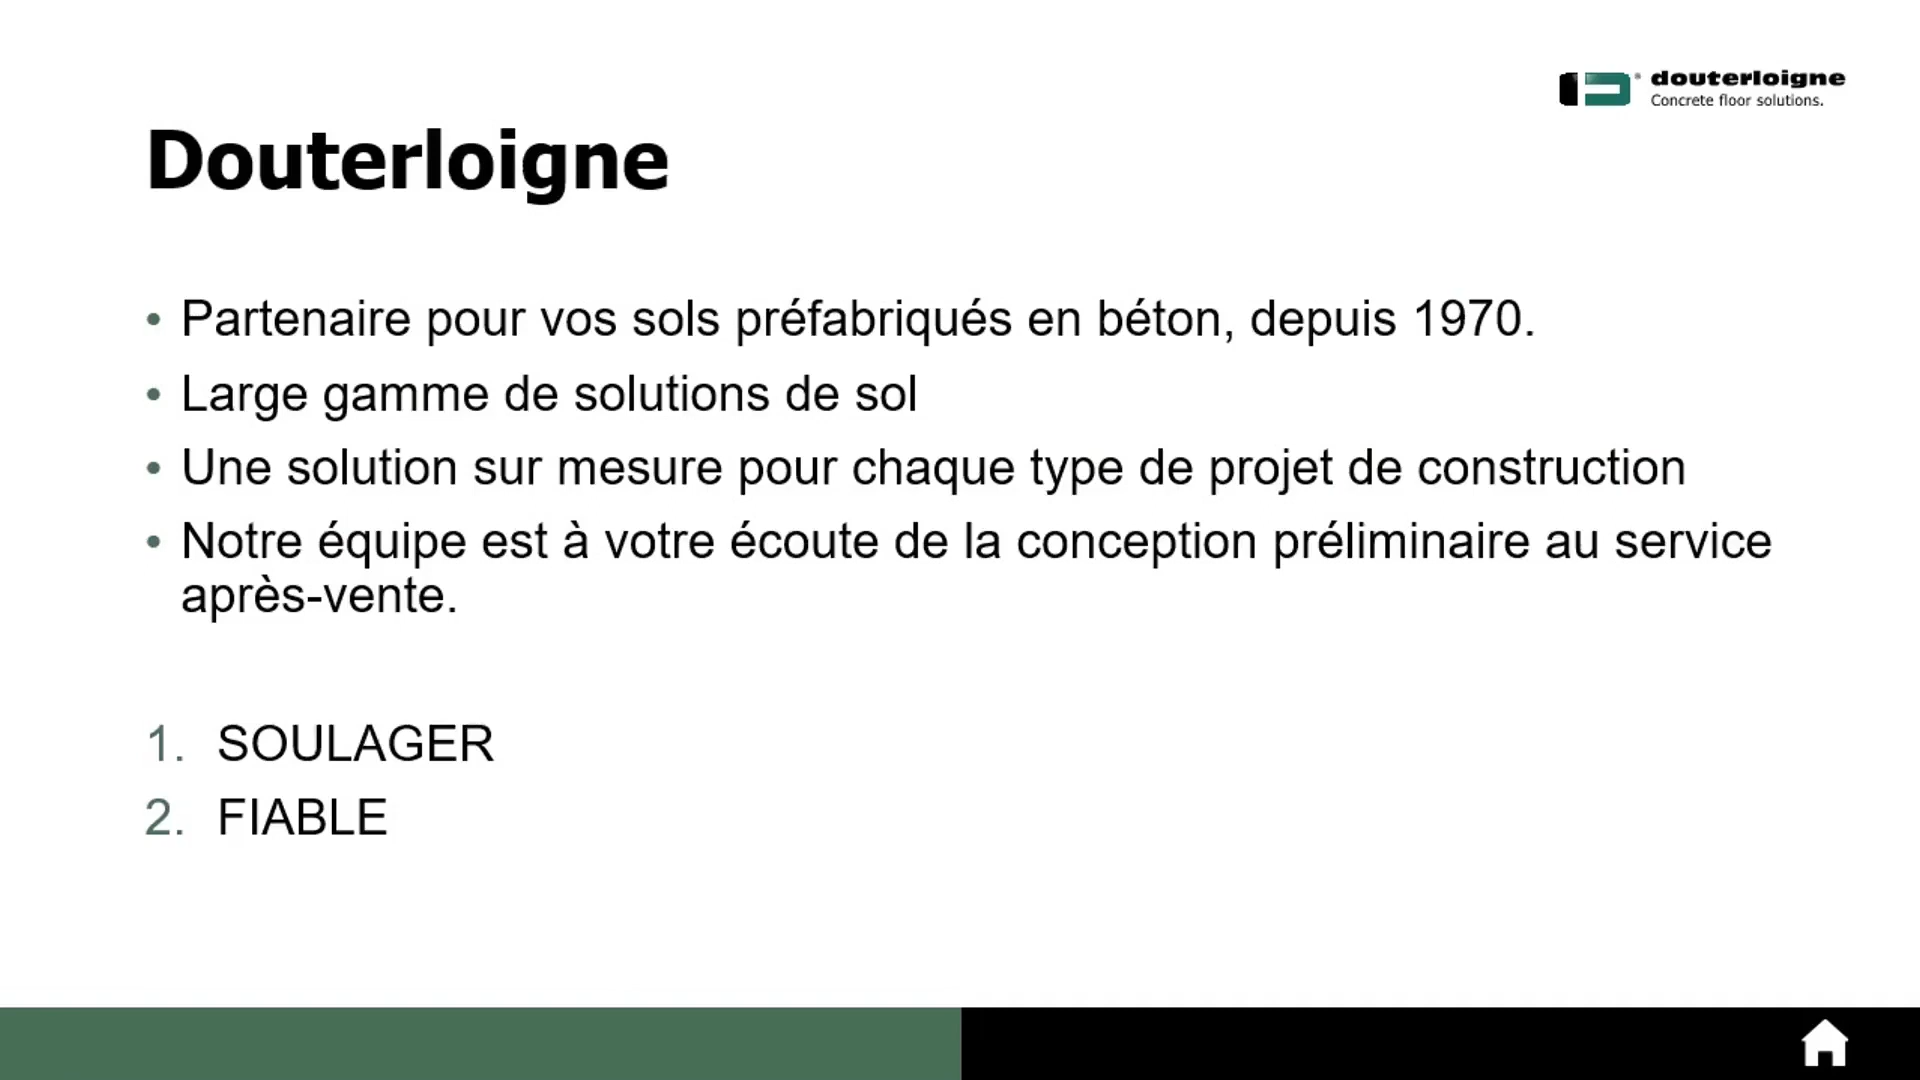 douterloigne
Concrete floor solutions.
Douterloigne
• Partenaire pour vos sols préfabriqués en béton, depuis 1970.
• Large gamme de solutions de sol
• Une solution sur mesure pour chaque type de projet de construction
• Notre équipe est à votre écoute de la conception préliminaire au service
après-vente.
1. SOULAGER
2. FIABLE